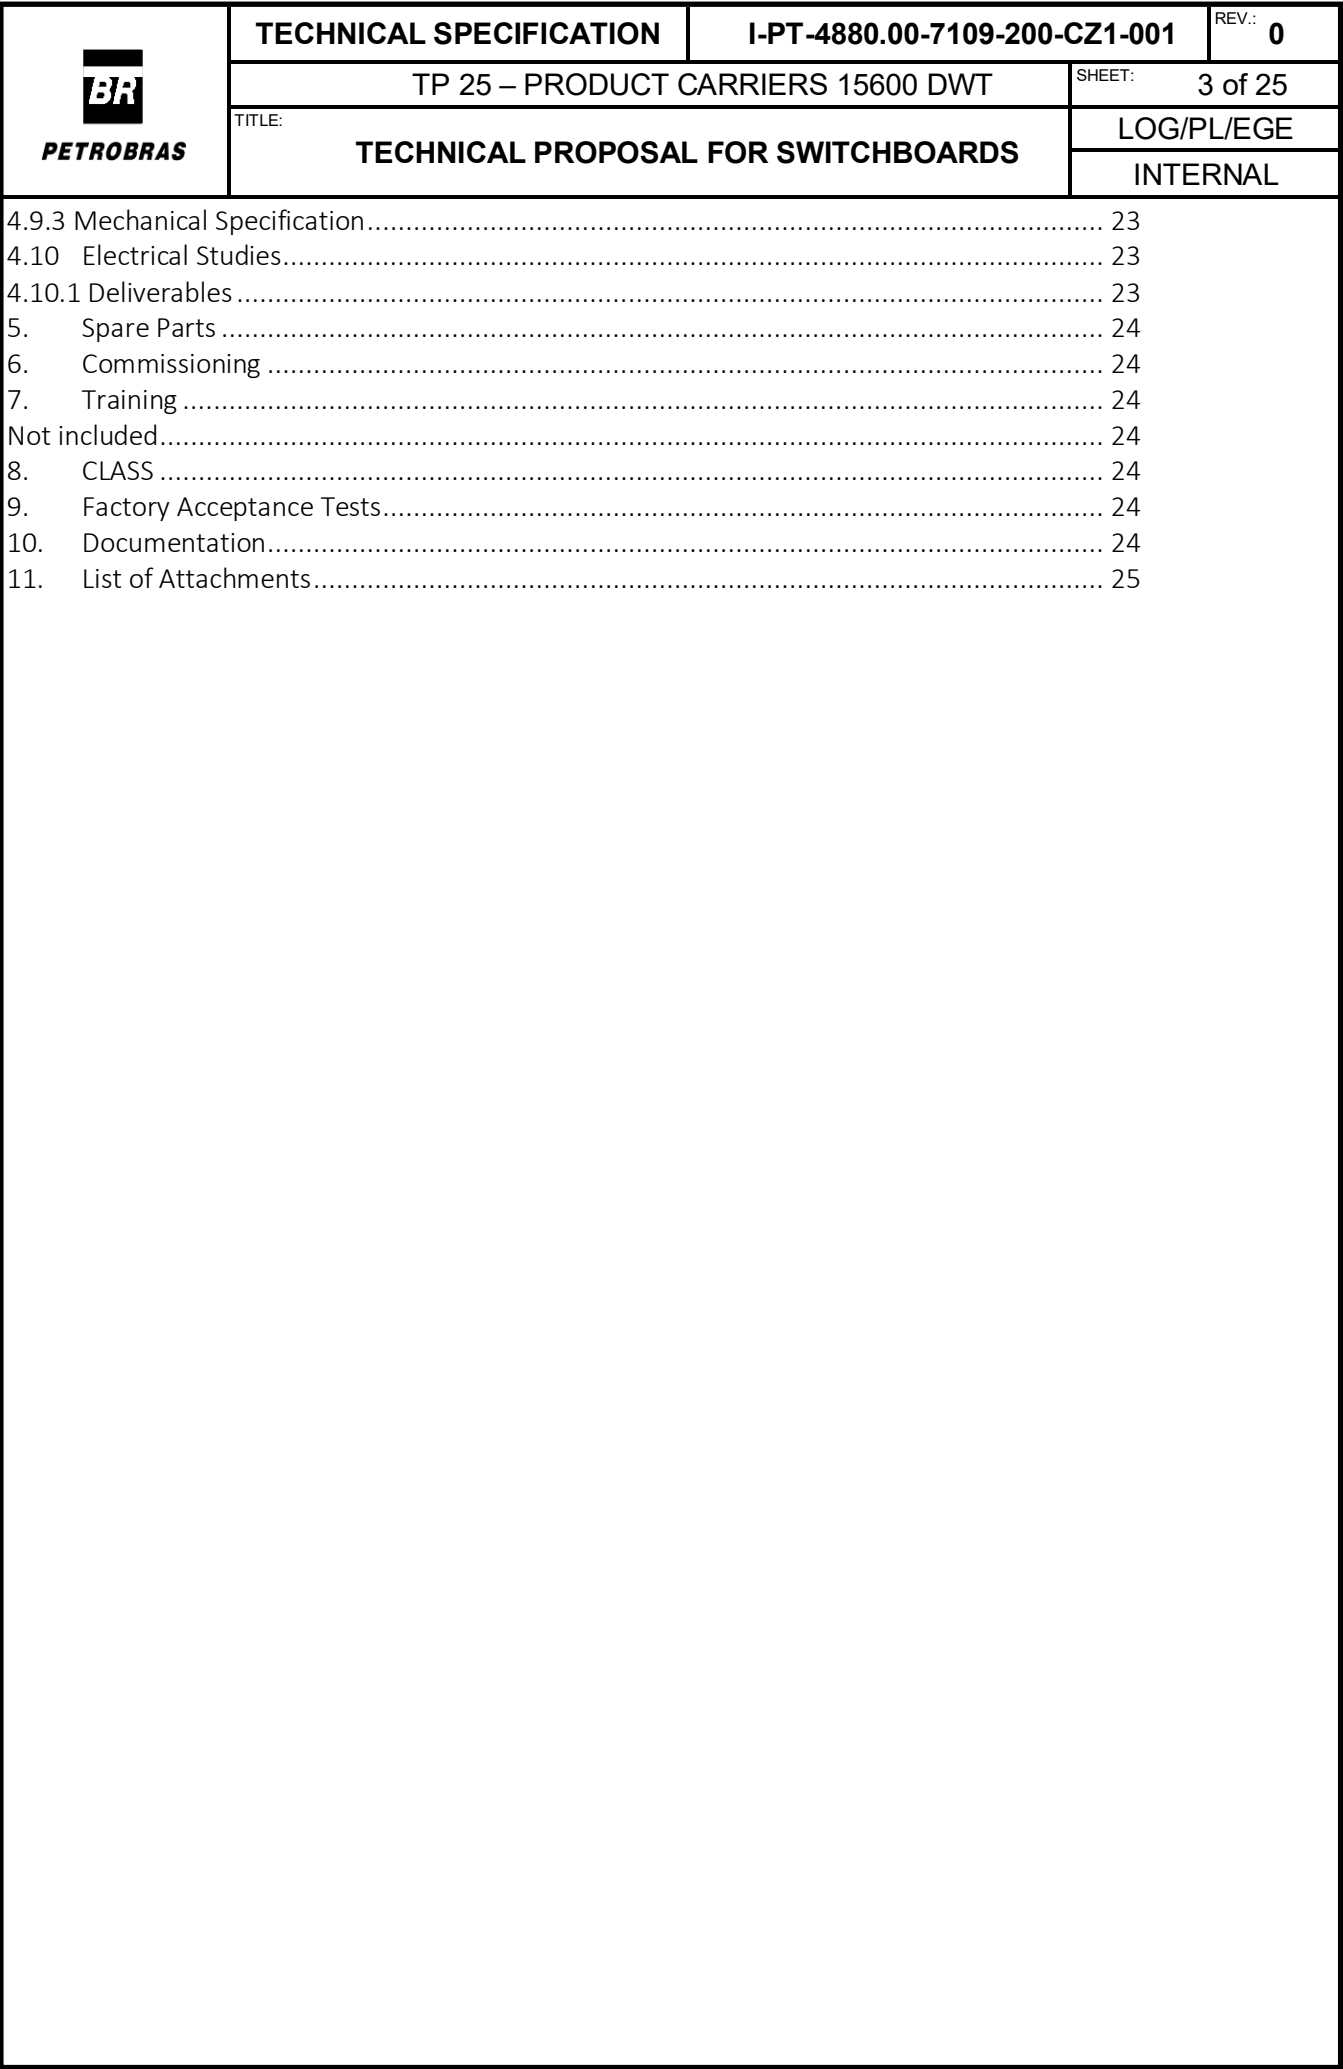 BR
PETROBRAS
TECHNICAL SPECIFICATION
I-PT-4880.00-7109-200-CZ1-001
REV.: 0
TP 25 – PRODUCT CARRIERS 15600 DWT
SHEET: 3 of 25
TITLE:
TECHNICAL PROPOSAL FOR SWITCHBOARDS
LOG/PL/EGE
INTERNAL
4.9.3 Mechanical Specification........................................................ 23
4.10 Electrical Studies........................................................ 23
4.10.1 Deliverables........................................................ 23
5. Spare Parts........................................................ 24
6. Commissioning........................................................ 24
7. Training........................................................ 24
Not included........................................................ 24
8. CLASS........................................................ 24
9. Factory Acceptance Tests........................................................ 24
10. Documentation........................................................ 24
11. List of Attachments........................................................ 25